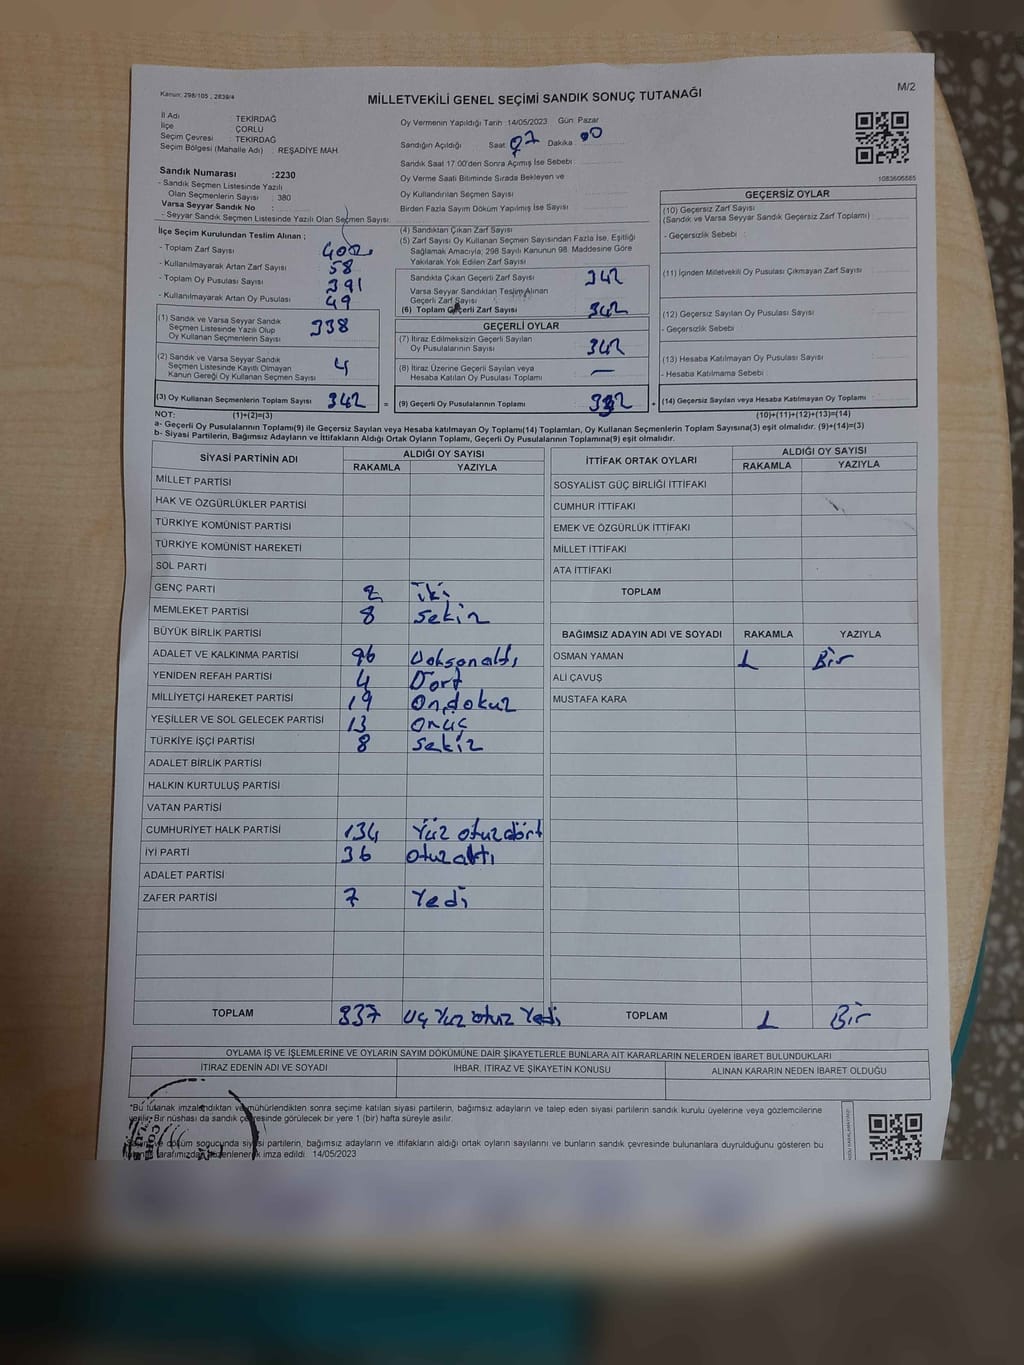 Kanun: 298/105 , 2839/4
M/2
MİLLETVEKİLİ GENEL SEÇİMİ SANDIK SONUÇ TUTANAĞI
İl Adı : TEKİRDAĞ
İlçe : ÇORLU
Seçim Çevresi : TEKİRDAĞ
Seçim Bölgesi (Mahalle Adı) : REŞADİYE MAH
Sandık Numarası :2230
- Sandık Seçmen Listesinde Yazılı
Olan Seçmenlerin Sayısı : 380
Varsa Seyyar Sandık No :
- Seyyar Sandık Seçmen Listesinde Yazılı Olan Seçmen Sayısı:
Oy Vermenin Yapıldığı Tarih :14/05/2023 Gün: Pazar
Sandığın Açıldığı : Saat 07 Dakika 00
Sandık Saat 17:00'den Sonra Açılmış İse Sebebi :
Oy Verme Saati Bitiminde Sırada Bekleyen ve
Oy Kullandırılan Seçmen Sayısı :
Birden Fazla Sayım Döküm Yapılmış İse Sayısı :
1083606885
İlçe Seçim Kurulundan Teslim Alınan ;
- Toplam Zarf Sayısı : 400
- Kullanılmayarak Artan Zarf Sayısı : 58
- Toplam Oy Pusulası Sayısı : 391
- Kullanılmayarak Artan Oy Pusulası : 49
(1) Sandık ve Varsa Seyyar Sandık
Seçmen Listesinde Yazılı Olup
Oy Kullanan Seçmenlerin Sayısı : 338
(2) Sandık ve Varsa Seyyar Sandık
Seçmen Listesinde Kayıtlı Olmayan
Kanun Gereği Oy Kullanan Seçmen Sayısı : 4
(3) Oy Kullanan Seçmenlerin Toplam Sayısı : 342 =
(4) Sandıktan Çıkan Zarf Sayısı :
(5) Zarf Sayısı Oy Kullanan Seçmen Sayısından Fazla İse, Eşitliği
Sağlamak Amacıyla, 298 Sayılı Kanunun 98. Maddesine Göre
Yakılarak Yok Edilen Zarf Sayısı :
Sandıkta Çıkan Geçerli Zarf Sayısı : 342
Varsa Seyyar Sandıktan Teslim Alınan
Geçerli Zarf Sayısı :
(6) Toplam Geçerli Zarf Sayısı : 342
GEÇERLİ OYLAR
(7) İtiraz Edilmeksizin Geçerli Sayılan
Oy Pusulalarının Sayısı : 342
(8) İtiraz Üzerine Geçerli Sayılan veya
Hesaba Katılan Oy Pusulası Toplamı : —
(9) Geçerli Oy Pusulalarının Toplamı : +
GEÇERSİZ OYLAR
(10) Geçersiz Zarf Sayısı
(Sandık ve Varsa Seyyar Sandık Geçersiz Zarf Toplamı) :
- Geçersizlik Sebebi :
(11) İçinden Milletvekili Oy Pusulası Çıkmayan Zarf Sayısı :
(12) Geçersiz Sayılan Oy Pusulası Sayısı :
- Geçersizlik Sebebi :
(13) Hesaba Katılmayan Oy Pusulası Sayısı :
- Hesaba Katılmama Sebebi :
(14) Geçersiz Sayılan veya Hesaba Katılmayan Oy Toplamı :
NOT: (1)+(2)=(3) (10)+(11)+(12)+(13)=(14)
a- Geçerli Oy Pusulalarının Toplamı(9) ile Geçersiz Sayılan veya Hesaba katılmayan Oy Toplamı(14) Toplamları, Oy Kullanan Seçmenlerin Toplam Sayısına(3) eşit olmalıdır. (9)+(14)=(3)
b- Siyasi Partilerin, Bağımsız Adayların ve İttifakların Aldığı Ortak Oyların Toplamı, Geçerli Oy Pusulalarının Toplamına(9) eşit olmalıdır.
SİYASİ PARTİNİN ADI ALDIĞI OY SAYISI
RAKAMLA YAZIYLA
MİLLET PARTİSİ
HAK VE ÖZGÜRLÜKLER PARTİSİ
TÜRKİYE KOMÜNİST PARTİSİ
TÜRKİYE KOMÜNİST HAREKETİ
SOL PARTİ
GENÇ PARTİ 2 iki
MEMLEKET PARTİSİ 8 sekiz
BÜYÜK BİRLİK PARTİSİ
ADALET VE KALKINMA PARTİSİ 96 Doksanaltı
YENİDEN REFAH PARTİSİ 4 Dört
MİLLİYETÇİ HAREKET PARTİSİ 19 Ondokuz
YEŞİLLER VE SOL GELECEK PARTİSİ 13 onuç
TÜRKİYE İŞÇİ PARTİSİ 8 sekiz
ADALET BİRLİK PARTİSİ
HALKIN KURTULUŞ PARTİSİ
VATAN PARTİSİ
CUMHURİYET HALK PARTİSİ 134 Yüz otuzdört
İYİ PARTİ 36 otuzaltı
ADALET PARTİSİ
ZAFER PARTİSİ 7 Yedi
TOPLAM 337 Uç Yüz otuz Yedi
İTTİFAK ORTAK OYLARI ALDIĞI OY SAYISI
RAKAMLA YAZIYLA
SOSYALİST GÜÇ BİRLİĞİ İTTİFAKI
CUMHUR İTTİFAKI
EMEK VE ÖZGÜRLÜK İTTİFAKI
MİLLET İTTİFAKI
ATA İTTİFAKI
TOPLAM
BAĞIMSIZ ADAYIN ADI VE SOYADI RAKAMLA YAZIYLA
OSMAN YAMAN 1 Bir
ALİ ÇAVUŞ
MUSTAFA KARA
TOPLAM 1 Bir
OYLAMA İŞ VE İŞLEMLERİNE VE OYLARIN SAYIM DÖKÜMÜNE DAİR ŞİKAYETLERLE BUNLARA AİT KARARLARIN NELERDEN İBARET BULUNDUKLARI
İTİRAZ EDENİN ADI VE SOYADI İHBAR, İTİRAZ VE ŞİKAYETİN KONUSU ALINAN KARARIN NEDEN İBARET OLDUĞU
*Bu tutanak imzalandıktan ve mühürlendikten sonra seçime katılan siyasi partilerin, bağımsız adayların ve talep eden siyasi partilerin sandık kurulu üyelerine veya gözlemcilerine
verilir. Bir nüshası da sandık çevresinde görülecek bir yere 1 (bir) hafta süreyle asılır.
döküm sonucunda siyasi partilerin, bağımsız adayların ve ittifakların aldığı ortak oyların sayılarını ve bunların sandık çevresinde bulunanlara duyrulduğunu gösteren bu
tutanak tarafımızdan düzenlenerek imza edildi. 14/05/2023